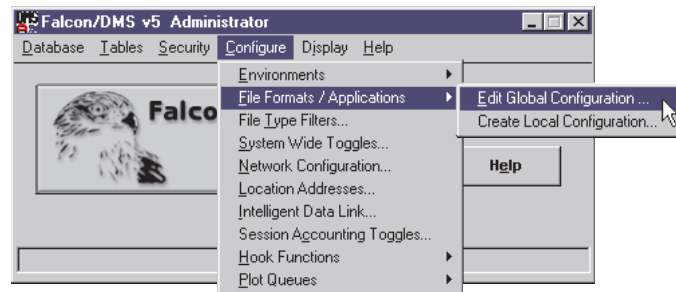 Falcon/DMS v5 Administrator
Database Tables Security Configure Display Help
Environments
File Formats / Applications
Edit Global Configuration ...
Create Local Configuration...
Falco
File Type Filters...
System Wide Toggles...
Network Configuration...
Help
Location Addresses...
Intelligent Data Link...
Session Accounting Toggles...
Hook Functions
Plot Queues